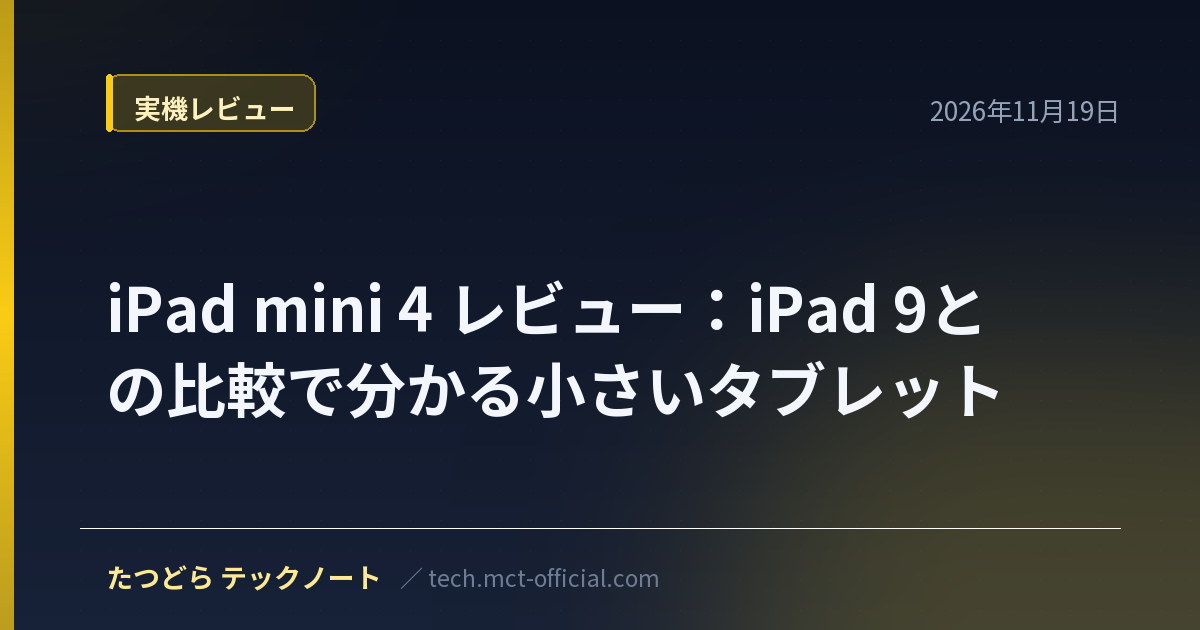 実機レビュー
2026年11月19日
iPad mini 4 レビュー：iPad 9と
の比較で分かる小さいタブレット
たつどら テックノート ／ tech.mct-official.com